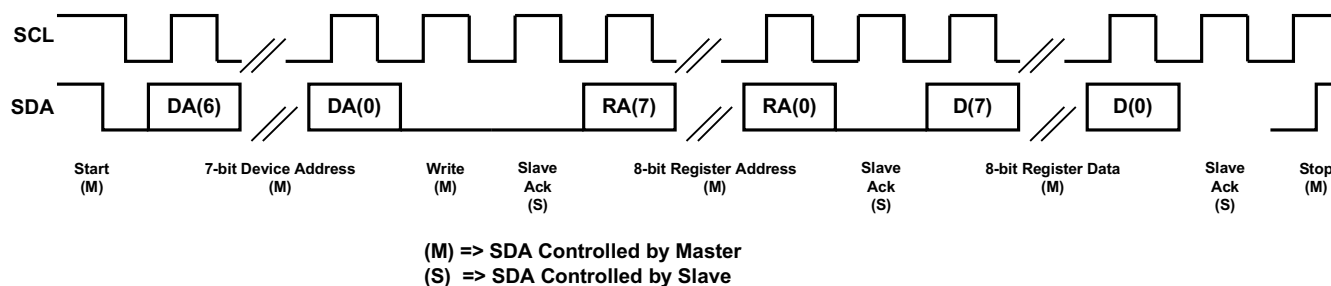 SCL
SDA
DA(6)
DA(0)
RA(7)
RA(0)
D(7)
D(0)
Start
(M)
7-bit Device Address
(M)
Write
(M)
Slave
Ack
(S)
8-bit Register Address
(M)
Slave
Ack
(S)
8-bit Register Data
(M)
Slave
Ack
(S)
Stop
(M)
(M) => SDA Controlled by Master
(S) => SDA Controlled by Slave